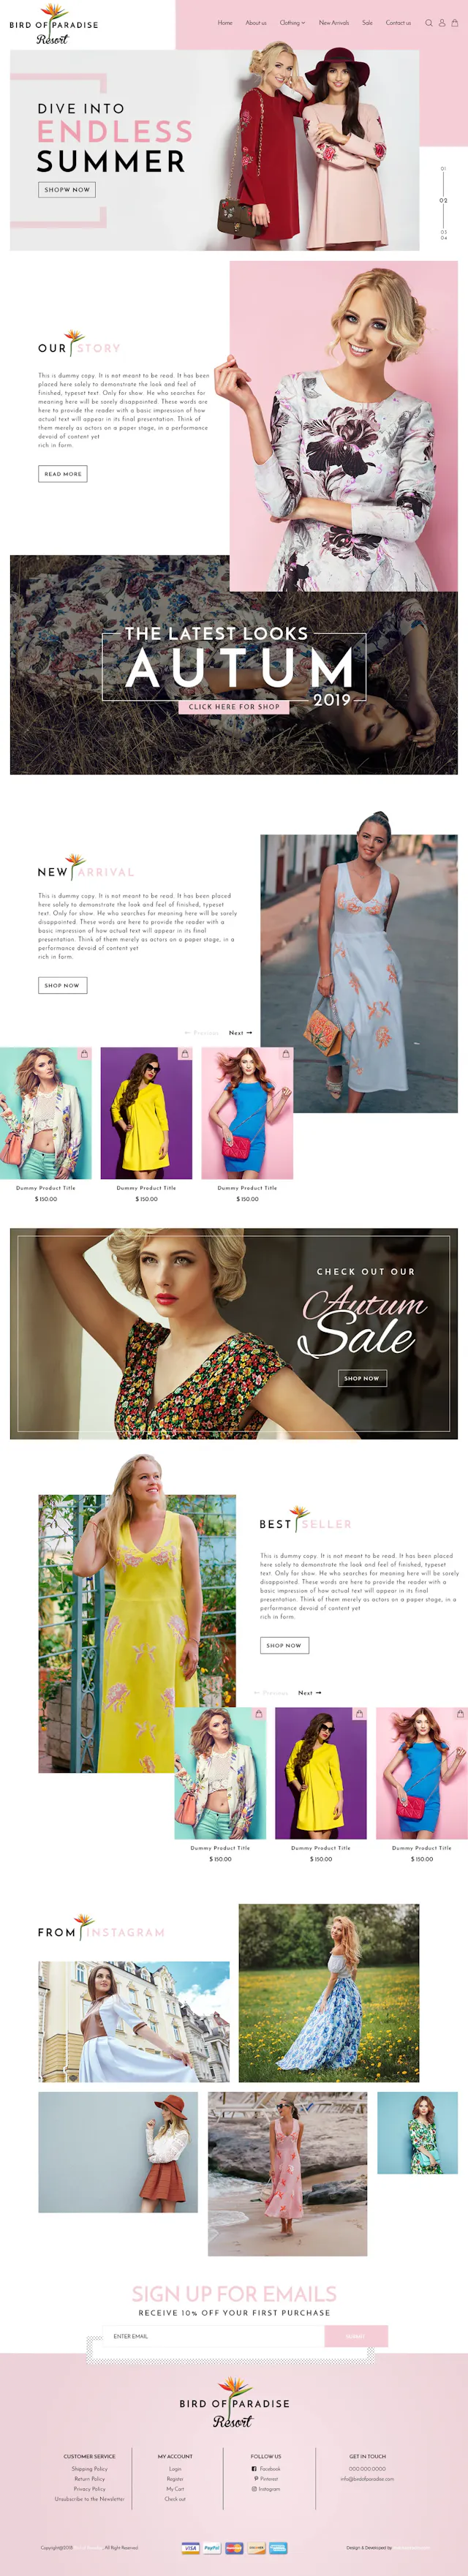 BIRD OF PARADISE
Resort
Home About us Clothing New Arrivals Sale Contact us
DIVE INTO
ENDLESS
SUMMER
SHOPW NOW
01
02
03
04
OUR STORY
This is dummy copy. It is not meant to be read. It has been
placed here solely to demonstrate the look and feel of
finished, typeset text. Only for show. He who searches for
meaning here will be sorely disappointed. These words are
here to provide the reader with a basic impression of how
actual text will appear in its final presentation. Think of
them merely as actors on a paper stage, in a performance
devoid of content yet
rich in form.
READ MORE
THE LATEST LOOKS
AUTUM
2019
CLICK HERE FOR SHOP
NEW ARRIVAL
This is dummy copy. It is not meant to be read. It has been placed
here solely to demonstrate the look and feel of finished, typeset
text. Only for show. He who searches for meaning here will be sorely
disappointed. These words are here to provide the reader with a
basic impression of how actual text will appear in its final
presentation. Think of them merely as actors on a paper stage, in a
performance devoid of content yet
rich in form.
SHOP NOW
← Previous Next →
Dummy Product Title Dummy Product Title Dummy Product Title
$ 150.00 $ 150.00 $ 150.00
CHECK OUT OUR
Autum
Sale
SHOP NOW
BEST SELLER
This is dummy copy. It is not meant to be read. It has been placed
here solely to demonstrate the look and feel of finished, typeset
text. Only for show. He who searches for meaning here will be sorely
disappointed. These words are here to provide the reader with a
basic impression of how actual text will appear in its final
presentation. Think of them merely as actors on a paper stage, in a
performance devoid of content yet
rich in form.
SHOP NOW
← Previous Next →
Dummy Product Title Dummy Product Title Dummy Product Title
$ 150.00 $ 150.00 $ 150.00
FROM INSTAGRAM
SIGN UP FOR EMAILS
RECEIVE 10% OFF YOUR FIRST PURCHASE
ENTER EMAIL
BIRD OF PARADISE
Resort
CUSTOMER SERVICE MY ACCOUNT FOLLOW US GET IN TOUCH
Shipping Policy Login Facebook 000.000.0000
Return Policy Register Pinterest info@birdofparadise.com
Privacy Policy My Cart Instagram
Unsubscribe to the Newsletter Check out
Copyright@2018 All Right Reserved
VISA PayPal
Design & Developed by